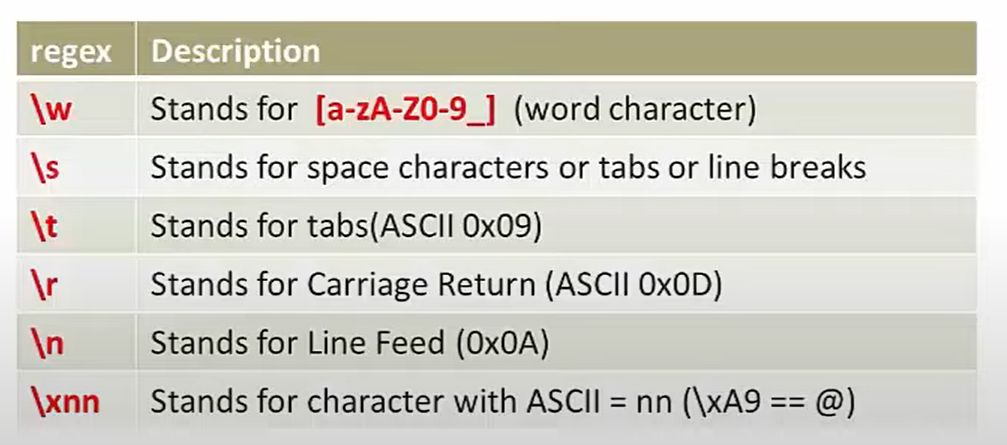 regex Description
\w Stands for [a-zA-Z0-9_] (word character)
\s Stands for space characters or tabs or line breaks
\t Stands for tabs(ASCII 0x09)
\r Stands for Carriage Return (ASCII 0x0D)
\n Stands for Line Feed (0x0A)
\xnn Stands for character with ASCII = nn (\xA9 == @)